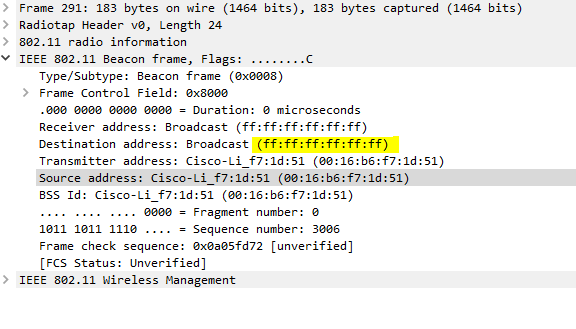 Frame 291: 183 bytes on wire (1464 bits), 183 bytes captured (1464 bits)
Radiotap Header v0, Length 24
802.11 radio information
IEEE 802.11 Beacon frame, Flags: ........C
Type/Subtype: Beacon frame (0x0008)
Frame Control Field: 0x8000
.000 0000 0000 0000 = Duration: 0 microseconds
Receiver address: Broadcast (ff:ff:ff:ff:ff:ff)
Destination address: Broadcast (ff:ff:ff:ff:ff:ff)
Transmitter address: Cisco-Li_f7:1d:51 (00:16:b6:f7:1d:51)
Source address: Cisco-Li_f7:1d:51 (00:16:b6:f7:1d:51)
BSS Id: Cisco-Li_f7:1d:51 (00:16:b6:f7:1d:51)
.... .... .... 0000 = Fragment number: 0
1011 1011 1110 .... = Sequence number: 3006
Frame check sequence: 0x0a05fd72 [unverified]
[FCS Status: Unverified]
IEEE 802.11 Wireless Management